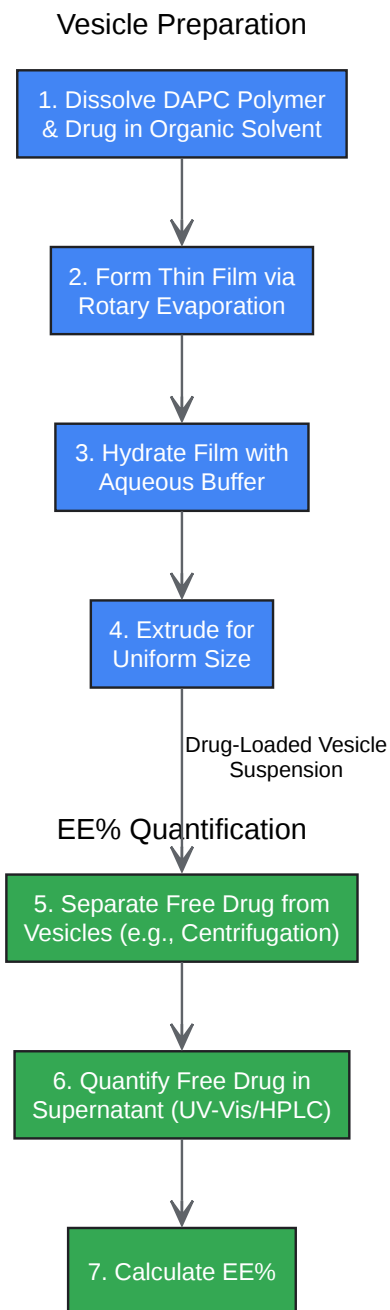 Vesicle Preparation
1. Dissolve DAPC Polymer
& Drug in Organic Solvent
2. Form Thin Film via
Rotary Evaporation
3. Hydrate Film with
Aqueous Buffer
4. Extrude for
Uniform Size
Drug-Loaded Vesicle
Suspension
EE% Quantification
5. Separate Free Drug from
Vesicles (e.g., Centrifugation)
6. Quantify Free Drug in
Supernatant (UV-Vis/HPLC)
7. Calculate EE%